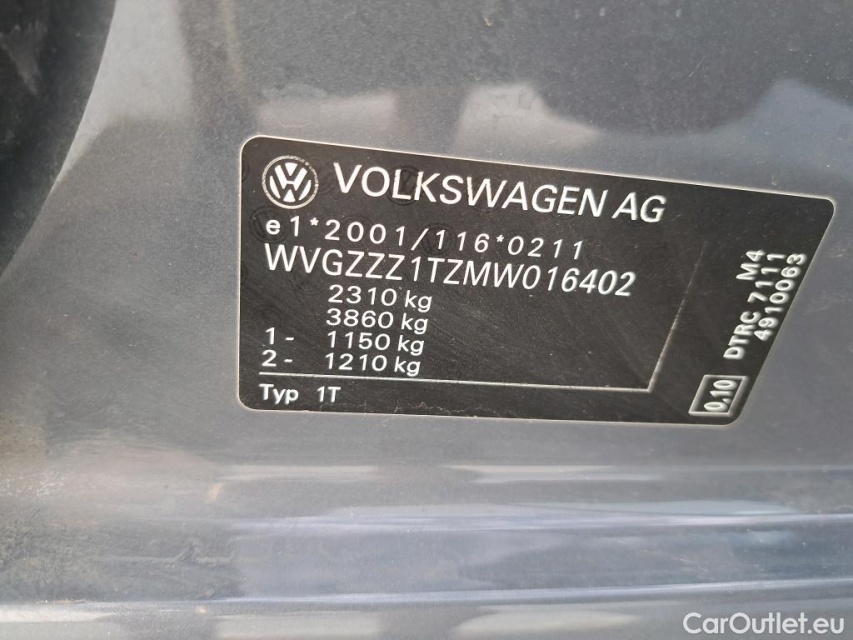 VOLKSWAGEN AG
e1*2001/116*0211
WVGZZZ1TZMW016402
2310 kg
3860 kg
1- 1150 kg
2- 1210 kg
Typ 1T
M4
DTRC 7111
4910063
0.10
CarOutlet.eu